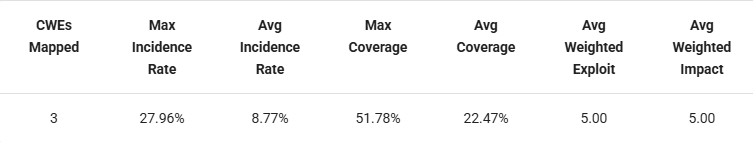 CWEs Mapped Max Incidence Rate Avg Incidence Rate Max Coverage Avg Coverage Avg Weighted Exploit Avg Weighted Impact
3 27.96% 8.77% 51.78% 22.47% 5.00 5.00